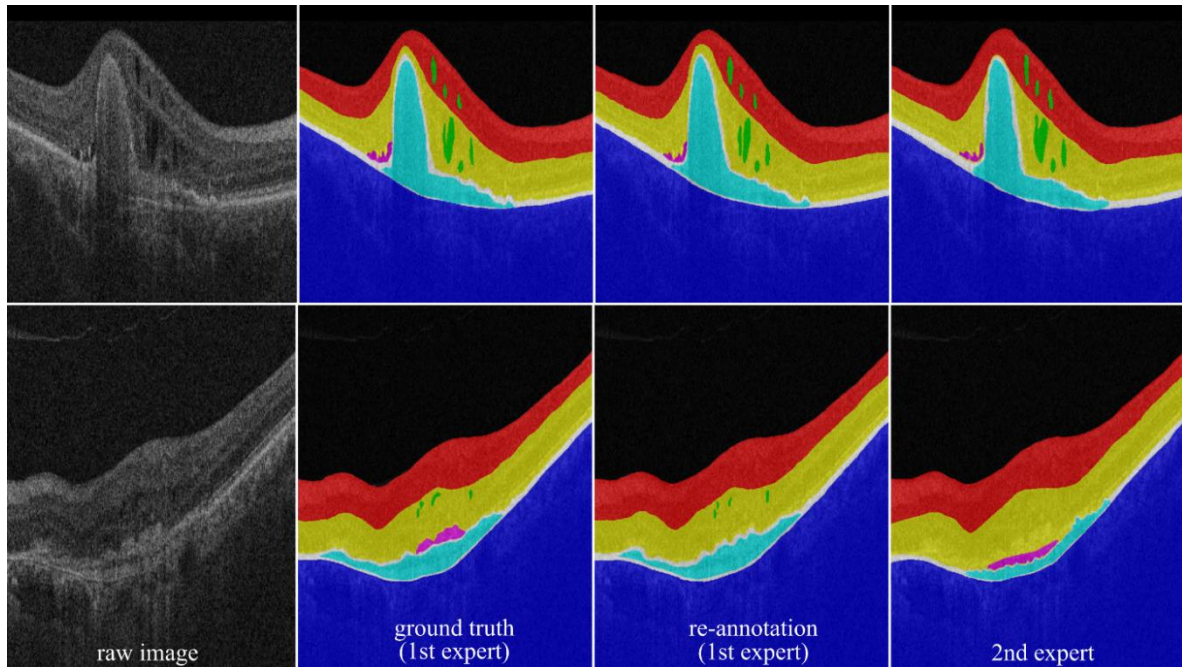 raw image
ground truth
(1st expert)
re-annotation
(1st expert)
2nd expert